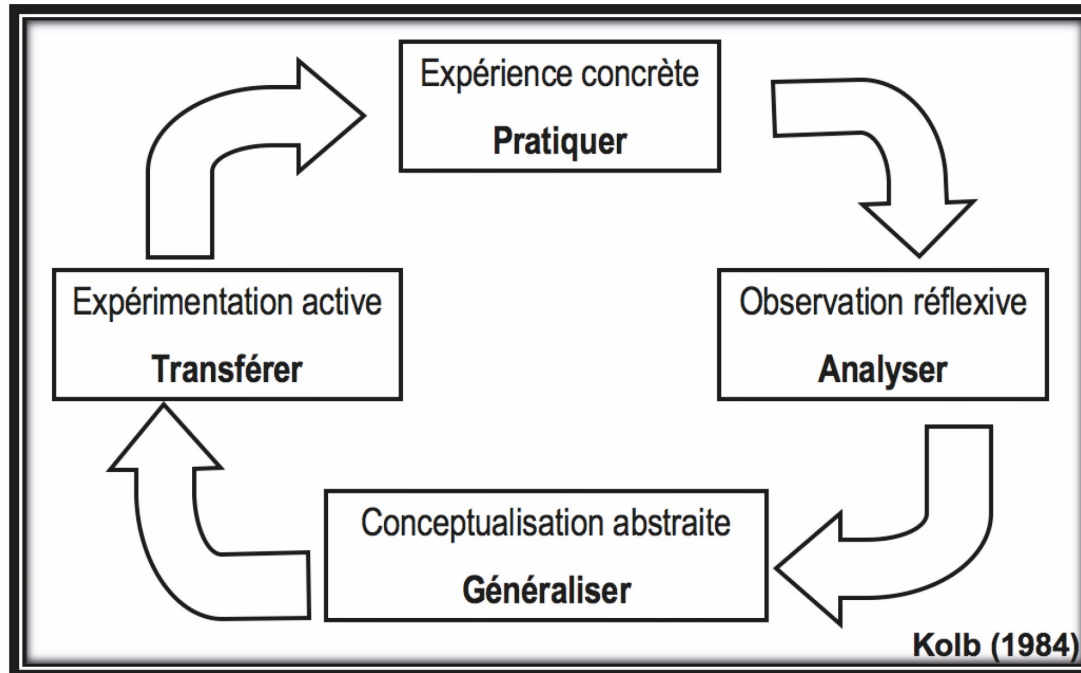 Expérience concrète
Pratiquer
Expérimentation active
Transférer
Observation réflexive
Analyser
Conceptualisation abstraite
Généraliser
Kolb (1984)